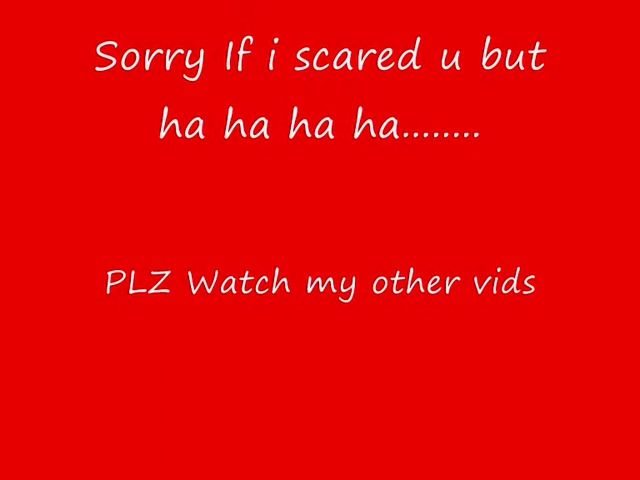 Sorry If i scared u but
ha ha ha ha........
PLZ Watch my other vids